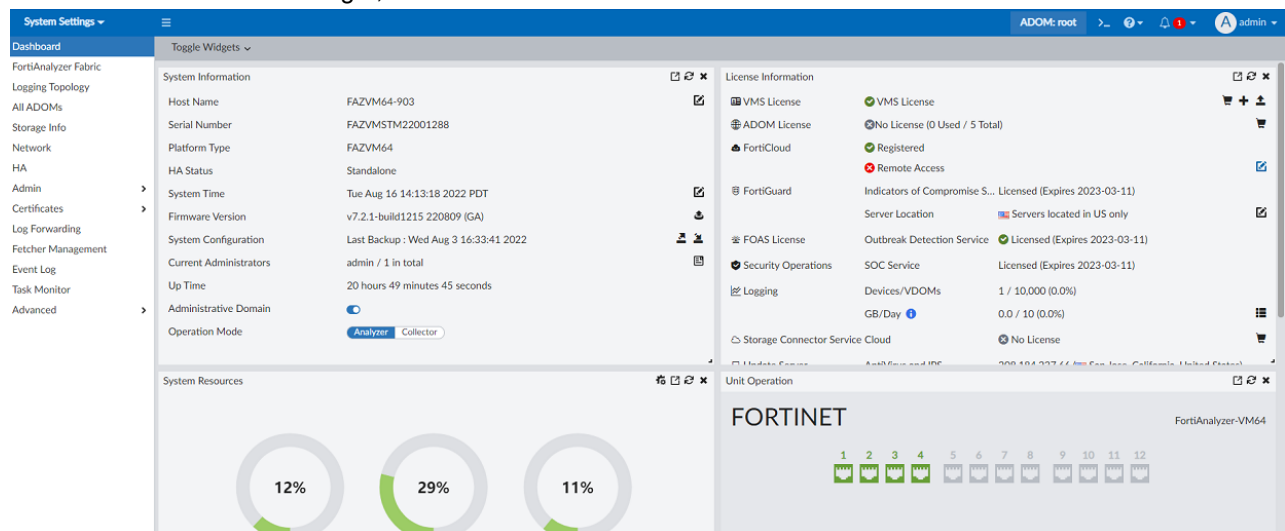 System Settings
ADOM: root >_ ? 1 A admin
Dashboard
FortiAnalyzer Fabric
Logging Topology
All ADOMs
Storage Info
Network
HA
Admin
Certificates
Log Forwarding
Fetcher Management
Event Log
Task Monitor
Advanced
Toggle Widgets
System Information
Host Name FAZVM64-903
Serial Number FAZVMSTM22001288
Platform Type FAZVM64
HA Status Standalone
System Time Tue Aug 16 14:13:18 2022 PDT
Firmware Version v7.2.1-build1215 220809 (GA)
System Configuration Last Backup : Wed Aug 3 16:33:41 2022
Current Administrators admin / 1 in total
Up Time 20 hours 49 minutes 45 seconds
Administrative Domain
Operation Mode Analyzer Collector
License Information
VMS License VMS License
ADOM License No License (0 Used / 5 Total)
FortiCloud Registered
Remote Access
FortiGuard Indicators of Compromise S... Licensed (Expires 2023-03-11)
Server Location Servers located in US only
FOAS License Outbreak Detection Service Licensed (Expires 2023-03-11)
Security Operations SOC Service Licensed (Expires 2023-03-11)
Logging Devices/VDOMs 1 / 10,000 (0.0%)
GB/Day 0.0 / 10 (0.0%)
Storage Connector Service Cloud No License
System Resources
12% 29% 11%
Unit Operation
FORTINET FortiAnalyzer-VM64
1 2 3 4 5 6 7 8 9 10 11 12